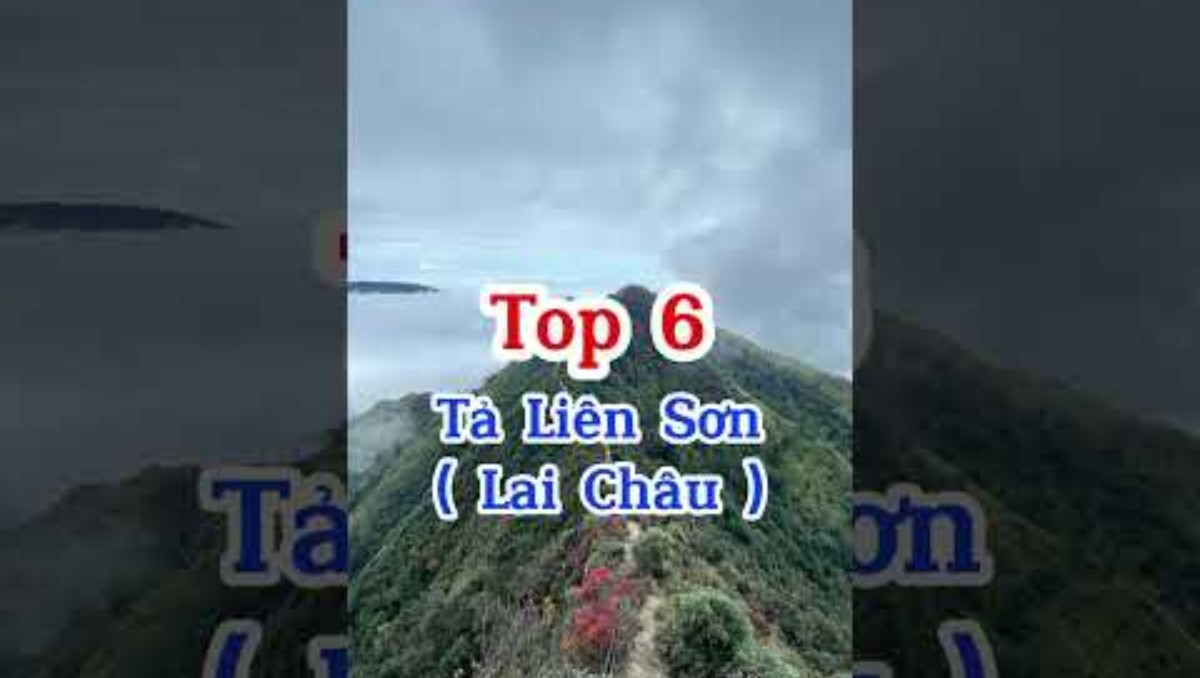 Top 6
Tả Liên Sơn
( Lai Châu )